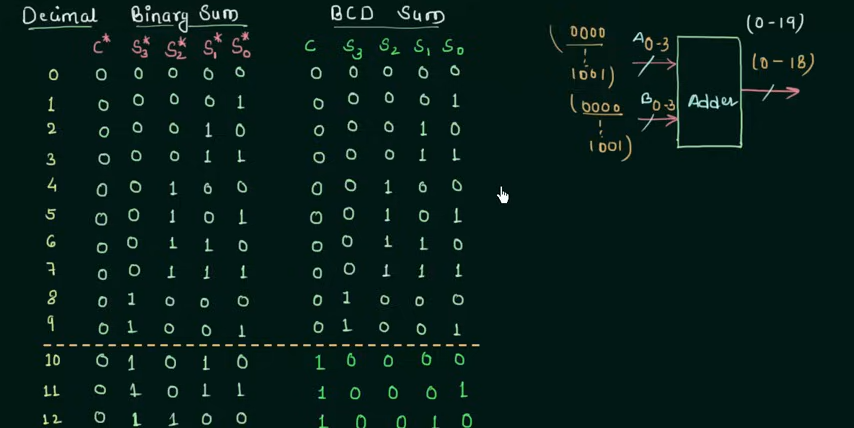 Decimal Binary Sum BCD Sum
C* S3* S2* S1* S0* C S3 S2 S1 S0
0 0 0 0 0 0 0 0 0 0 0
1 0 0 0 0 1 0 0 0 0 1
2 0 0 0 1 0 0 0 0 1 0
3 0 0 0 1 1 0 0 0 1 1
4 0 0 1 0 0 0 0 1 0 0
5 0 0 1 0 1 0 0 1 0 1
6 0 0 1 1 0 0 0 1 1 0
7 0 0 1 1 1 0 0 1 1 1
8 0 1 0 0 0 0 1 0 0 0
9 0 1 0 0 1 0 1 0 0 1
10 0 1 0 1 0 1 0 0 0 0
11 0 1 0 1 1 1 0 0 0 1
12 0 1 1 0 0 1 0 0 1 0
(0000
1001)
A0-3
(0000
1001)
B0-3
Adder
(0-19)
(0-18)